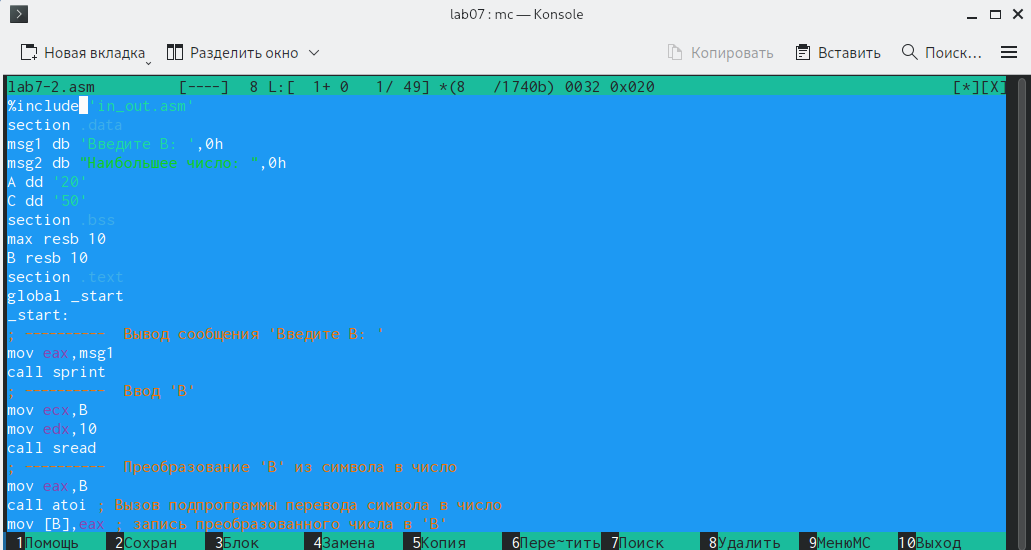 lab07 : mc — Konsole
Новая вкладка Разделить окно Копировать Вставить Поиск...
lab7-2.asm [----] 8 L:[ 1+ 0 1/ 49] *(8 /1740b) 0032 0x020 [*][X]
%include 'in_out.asm'
section .data
msg1 db 'Введите B: ',0h
msg2 db "Наибольшее число: ",0h
A dd '20'
C dd '50'
section .bss
max resb 10
B resb 10
section .text
global _start
_start:
; ---------- Вывод сообщения 'Введите B: '
mov eax,msg1
call sprint
; ---------- Ввод 'B'
mov ecx,B
mov edx,10
call sread
; ---------- Преобразование 'B' из символа в число
mov eax,B
call atoi ; Вызов подпрограммы перевода символа в число
mov [B],eax ; запись преобразованного числа в 'B'
1Помощь 2Сохран 3Блок 4Замена 5Копия 6Пере~тить 7Поиск 8Удалить 9МенюMC 10Выход